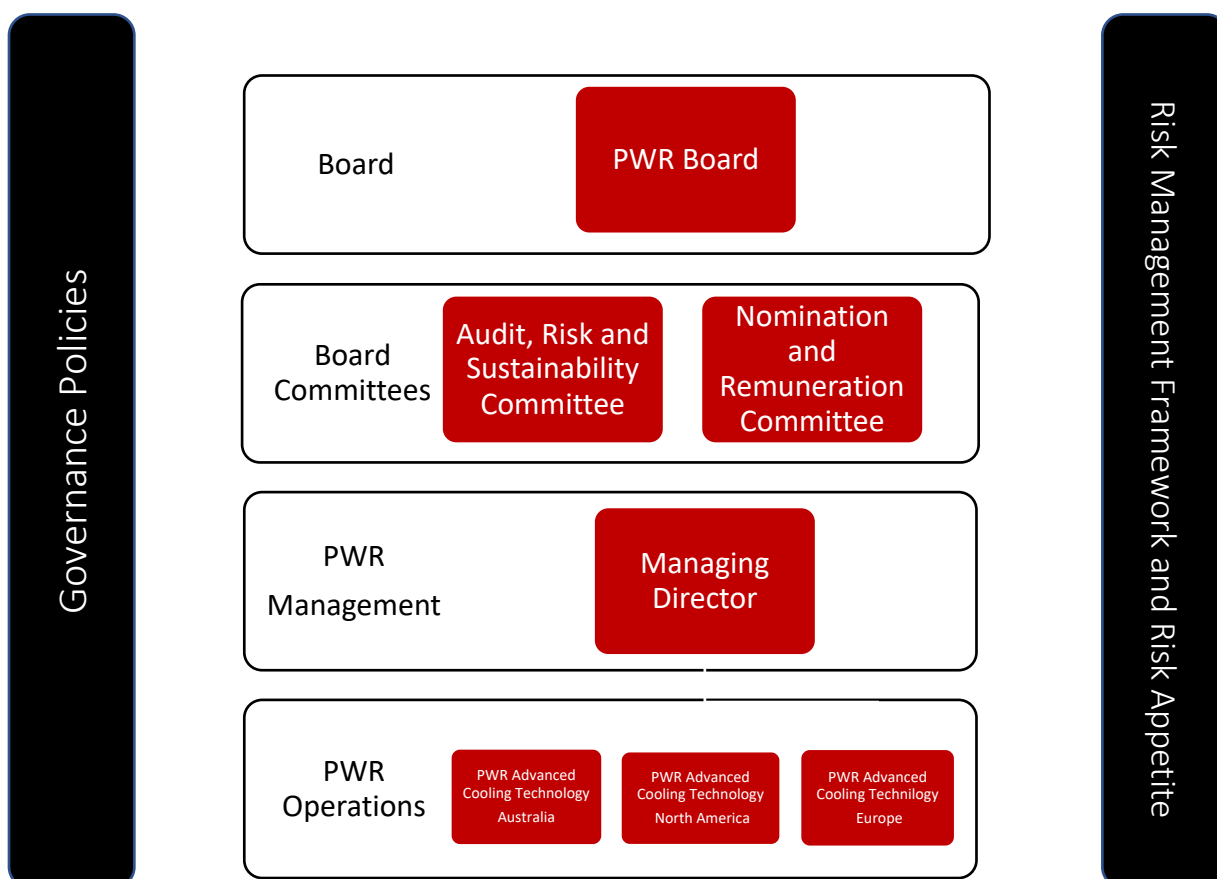 Governance Policies
Board
PWR Board
Board
Committees
Audit, Risk and
Sustainability
Committee
Nomination
and
Remuneration
Committee
PWR
Management
Managing
Director
PWR
Operations
PWR Advanced
Cooling Technology
Australia
PWR Advanced
Cooling Technology
North America
PWR Advanced
Cooling Technilogy
Europe
Risk Management Framework and Risk Appetite